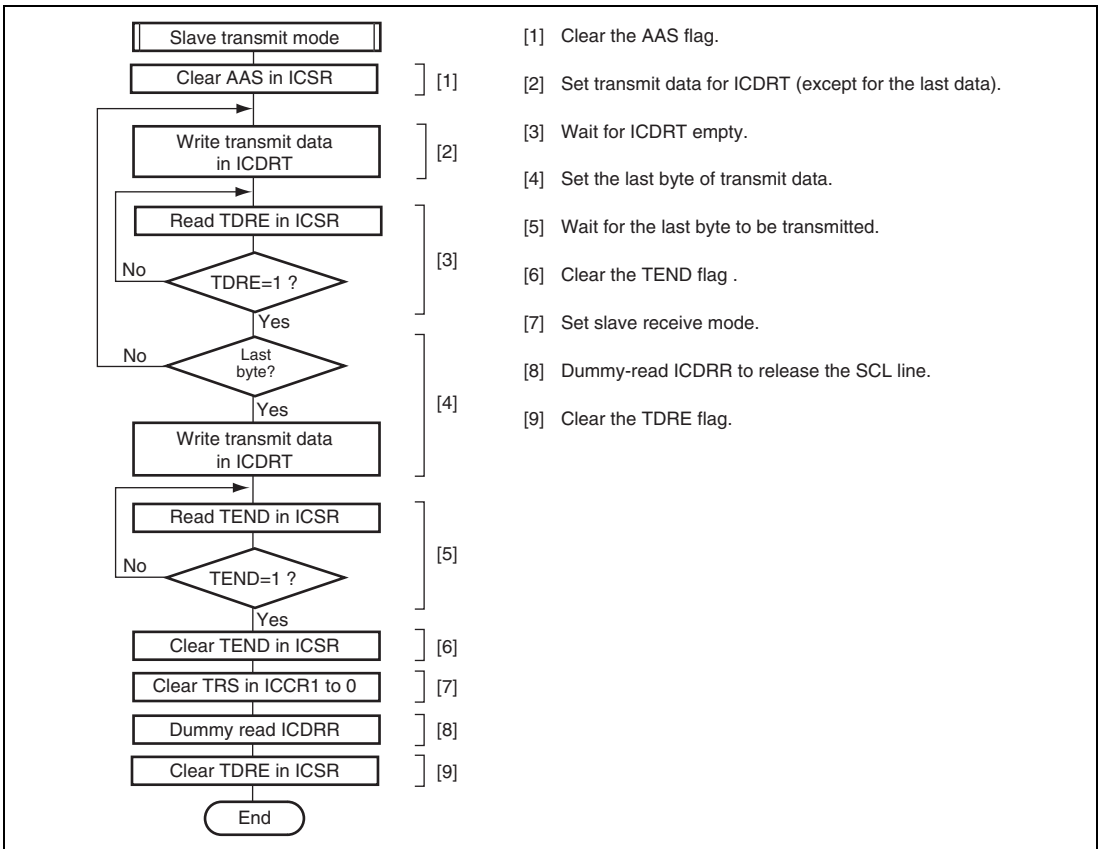 Slave transmit mode
Clear AAS in ICSR
[1]
Write transmit data
in ICDRT
[2]
Read TDRE in ICSR
No
TDRE=1 ?
[3]
Yes
No
Last
byte?
[4]
Yes
Write transmit data
in ICDRT
Read TEND in ICSR
No
TEND=1 ?
[5]
Yes
Clear TEND in ICSR
[6]
Clear TRS in ICCR1 to 0
[7]
Dummy read ICDRR
[8]
Clear TDRE in ICSR
[9]
End
[1] Clear the AAS flag.
[2] Set transmit data for ICDRT (except for the last data).
[3] Wait for ICDRT empty.
[4] Set the last byte of transmit data.
[5] Wait for the last byte to be transmitted.
[6] Clear the TEND flag .
[7] Set slave receive mode.
[8] Dummy-read ICDRR to release the SCL line.
[9] Clear the TDRE flag.